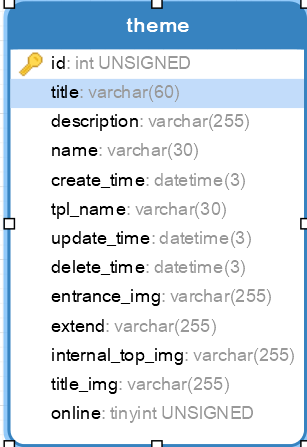 theme
id: int UNSIGNED
title: varchar(60)
description: varchar(255)
name: varchar(30)
create_time: datetime(3)
tpl_name: varchar(30)
update_time: datetime(3)
delete_time: datetime(3)
entrance_img: varchar(255)
extend: varchar(255)
internal_top_img: varchar(255)
title_img: varchar(255)
online: tinyint UNSIGNED